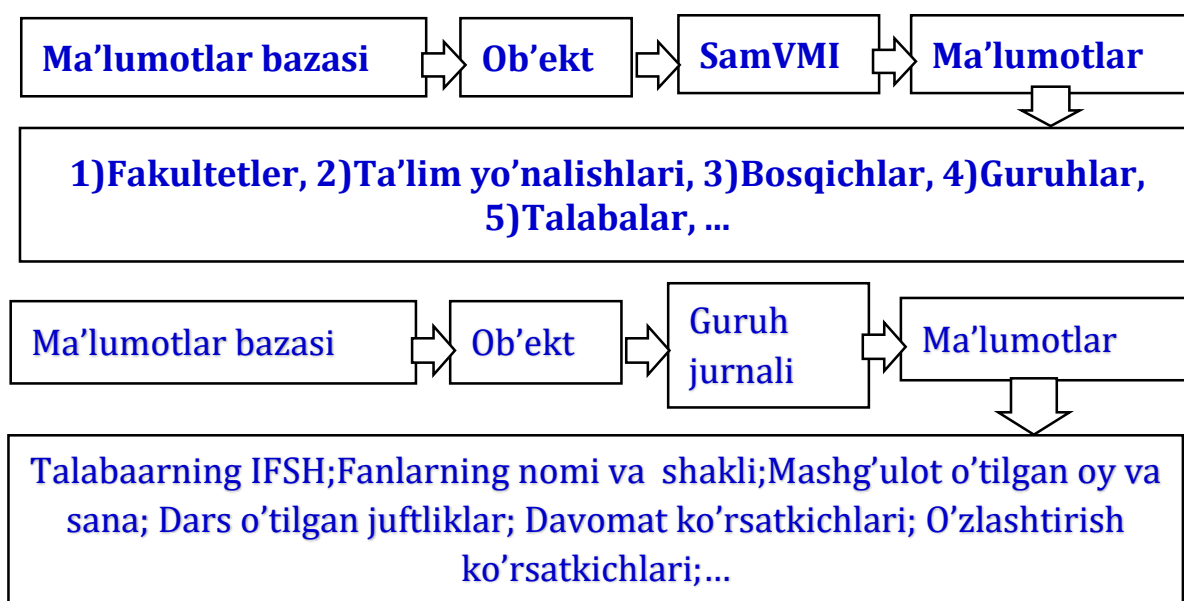 Ma’lumotlar bazasi
Ob’ekt
SamVMI
Ma’lumotlar
1)Fakultetler, 2)Ta’lim yo’nalishlari, 3)Bosqichlar, 4)Guruhlar,
5)Talabalar, ...
Ma’lumotlar bazasi
Ob’ekt
Guruh
jurnali
Ma’lumotlar
Talabaarning IFSH;Fanlarning nomi va shakli;Mashg’ulot o’tilgan oy va
sana; Dars o’tilgan juftliklar; Davomat ko’rsatkichlari; O’zlashtirish
ko’rsatkichlari;...